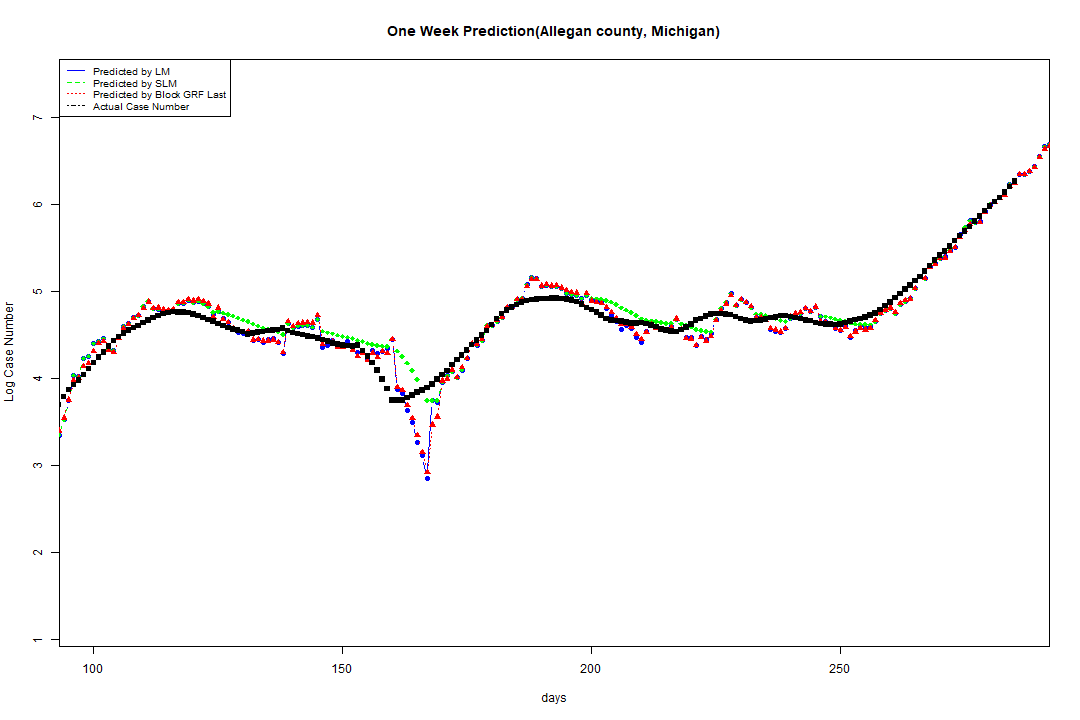 One Week Prediction(Allegan county, Michigan)
Predicted by LM
Predicted by SLM
Predicted by Block GRF Last
Actual Case Number
7
6
5
4
3
2
1
Log Case Number
100 150 200 250
days